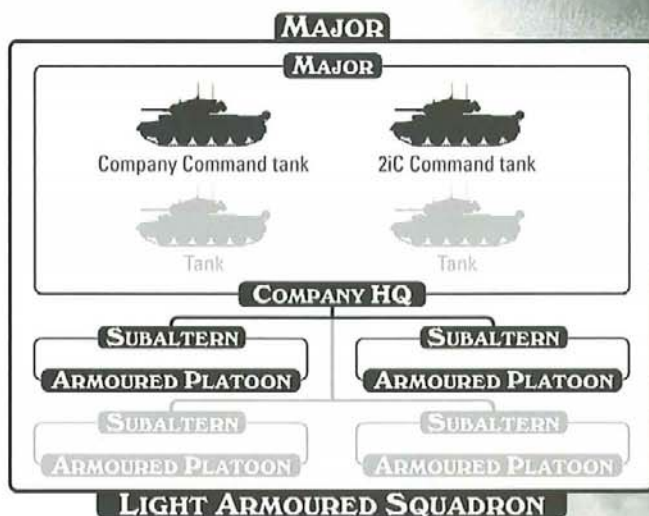 MAJOR
MAJOR
Company Command tank 2iC Command tank
Tank Tank
COMPANY HQ
SUBALTERN SUBALTERN
ARMOURED PLATOON ARMOURED PLATOON
SUBALTERN SUBALTERN
ARMOURED PLATOON ARMOURED PLATOON
LIGHT ARMOURED SQUADRON